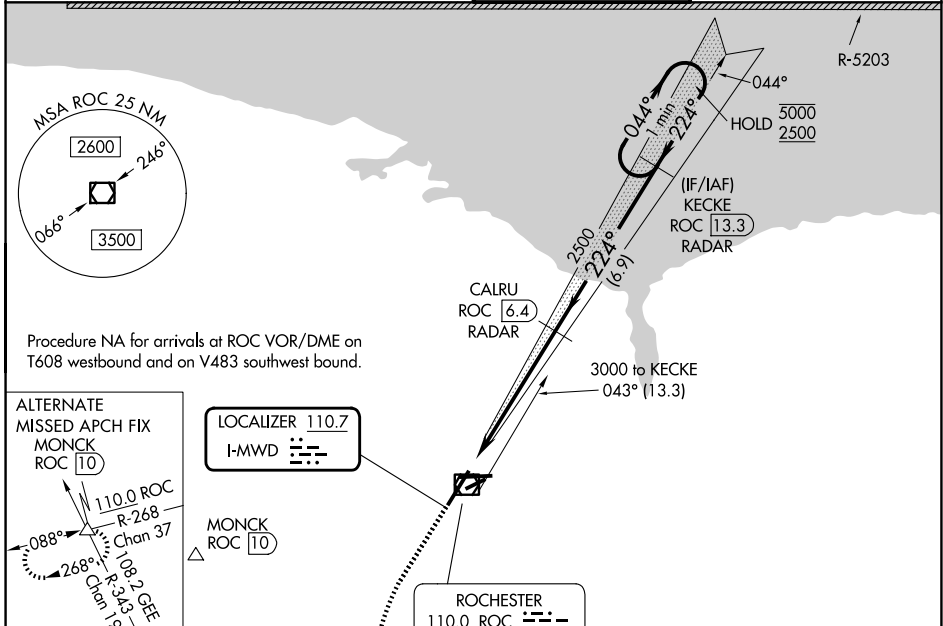 R-5203
044°
HOLD 5000
2500
044°
1 min
224°
MSA ROC 25 NM
2600
246°
066°
3500
(IF/IAF)
KECKE
ROC 13.3
RADAR
2500
224°
(6.9)
CALRU
ROC 6.4
RADAR
Procedure NA for arrivals at ROC VOR/DME on
T608 westbound and on V483 southwest bound.
3000 to KECKE
043° (13.3)
LOCALIZER 110.7
I-MWD
ALTERNATE
MISSED APCH FIX
MONCK
ROC 10
110.0 ROC
R-268
Chan 37
088°
268°
108.2 GEE
R-343
Chan 19
MONCK
ROC 10
ROCHESTER
110.0 ROC